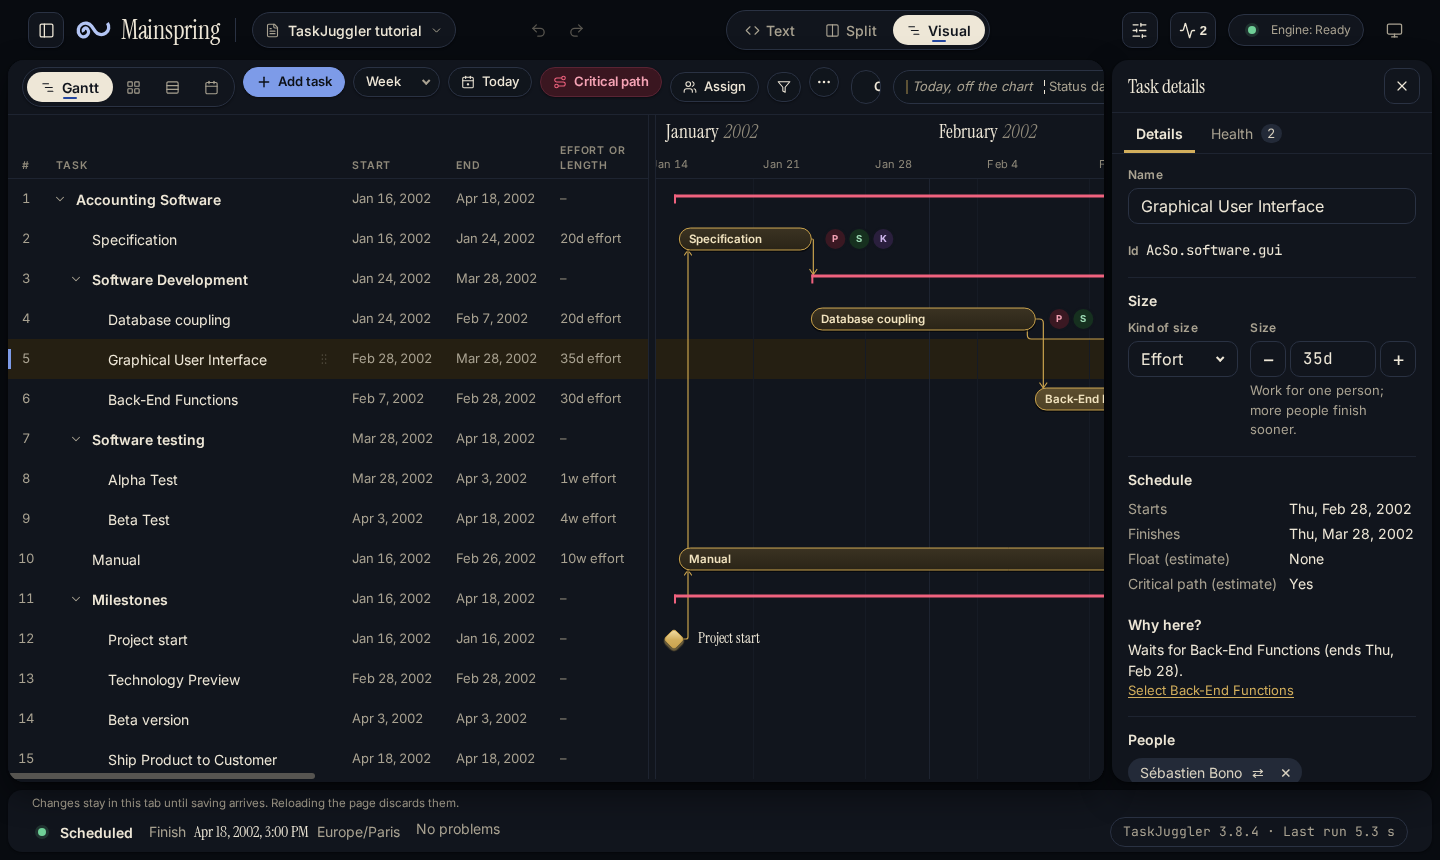 Mainspring
TaskJuggler tutorial
Text
Split
Visual
2
Engine: Ready
Gantt
Add task
Week
Today
Critical path
Assign
Today, off the chart
Status da
Task details
Details
Health 2
Name
Graphical User Interface
Id AcSo.software.gui
Size
Kind of size
Size
Effort
– 35d +
Work for one person;
more people finish
sooner.
Schedule
Starts Thu, Feb 28, 2002
Finishes Thu, Mar 28, 2002
Float (estimate) None
Critical path (estimate) Yes
Why here?
Waits for Back-End Functions (ends Thu,
Feb 28).
Select Back-End Functions
People
Sébastien Bono
January 2002
February 2002
# TASK START END EFFORT OR
LENGTH
Jan 14 Jan 21 Jan 28 Feb 4
1 Accounting Software Jan 16, 2002 Apr 18, 2002 –
2 Specification Jan 16, 2002 Jan 24, 2002 20d effort
Specification P S K
3 Software Development Jan 24, 2002 Mar 28, 2002 –
4 Database coupling Jan 24, 2002 Feb 7, 2002 20d effort
Database coupling P S
5 Graphical User Interface Feb 28, 2002 Mar 28, 2002 35d effort
6 Back-End Functions Feb 7, 2002 Feb 28, 2002 30d effort
Back-End
7 Software testing Mar 28, 2002 Apr 18, 2002 –
8 Alpha Test Mar 28, 2002 Apr 3, 2002 1w effort
9 Beta Test Apr 3, 2002 Apr 18, 2002 4w effort
10 Manual Jan 16, 2002 Feb 26, 2002 10w effort
Manual
11 Milestones Jan 16, 2002 Apr 18, 2002 –
12 Project start Jan 16, 2002 Jan 16, 2002 –
Project start
13 Technology Preview Feb 28, 2002 Feb 28, 2002 –
14 Beta version Apr 3, 2002 Apr 3, 2002 –
15 Ship Product to Customer Apr 18, 2002 Apr 18, 2002 –
Changes stay in this tab until saving arrives. Reloading the page discards them.
Scheduled Finish Apr 18, 2002, 3:00 PM Europe/Paris No problems
TaskJuggler 3.8.4 · Last run 5.3 s